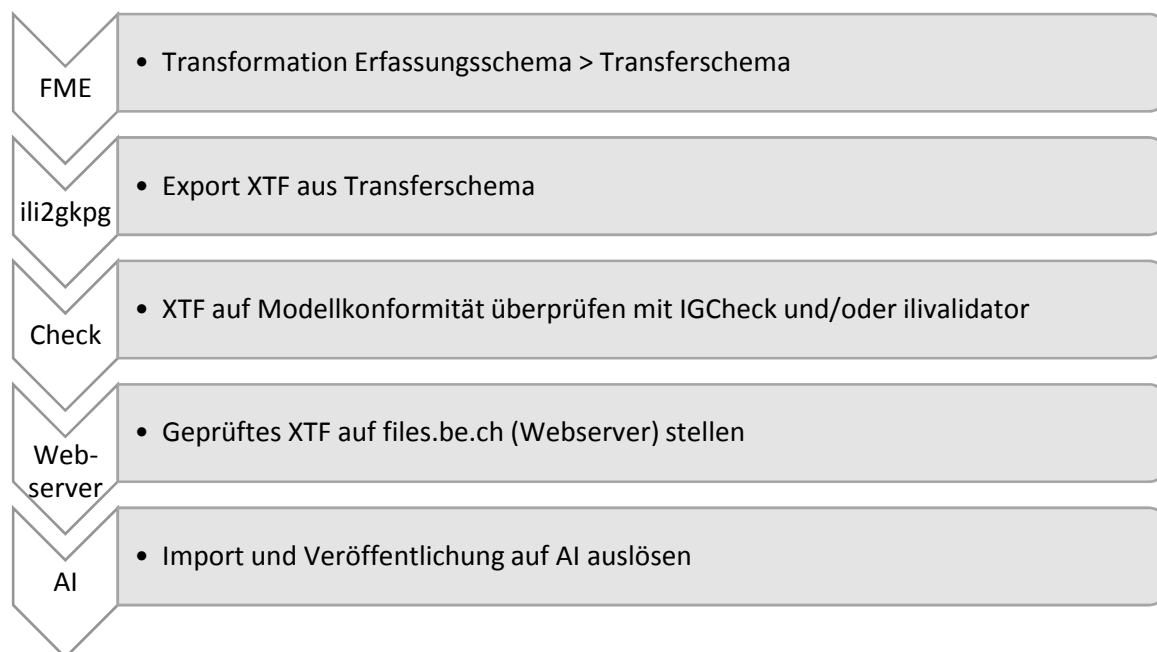 FME
• Transformation Erfassungsschema > Transferschema
ili2gkpg
• Export XTF aus Transferschema
Check
• XTF auf Modellkonformität überprüfen mit IGCheck und/oder ilivalidator
Web-
server
• Geprüftes XTF auf files.be.ch (Webserver) stellen
AI
• Import und Veröffentlichung auf AI auslösen